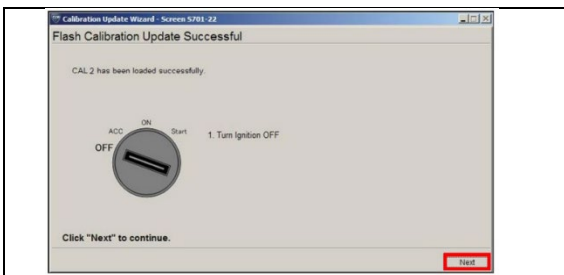 Calibration Update Wizard - Screen S701-22
Flash Calibration Update Successful
CAL 2 has been loaded successfully.
ON
ACC
Start
OFF
1. Turn Ignition OFF
Click "Next" to continue.
Next